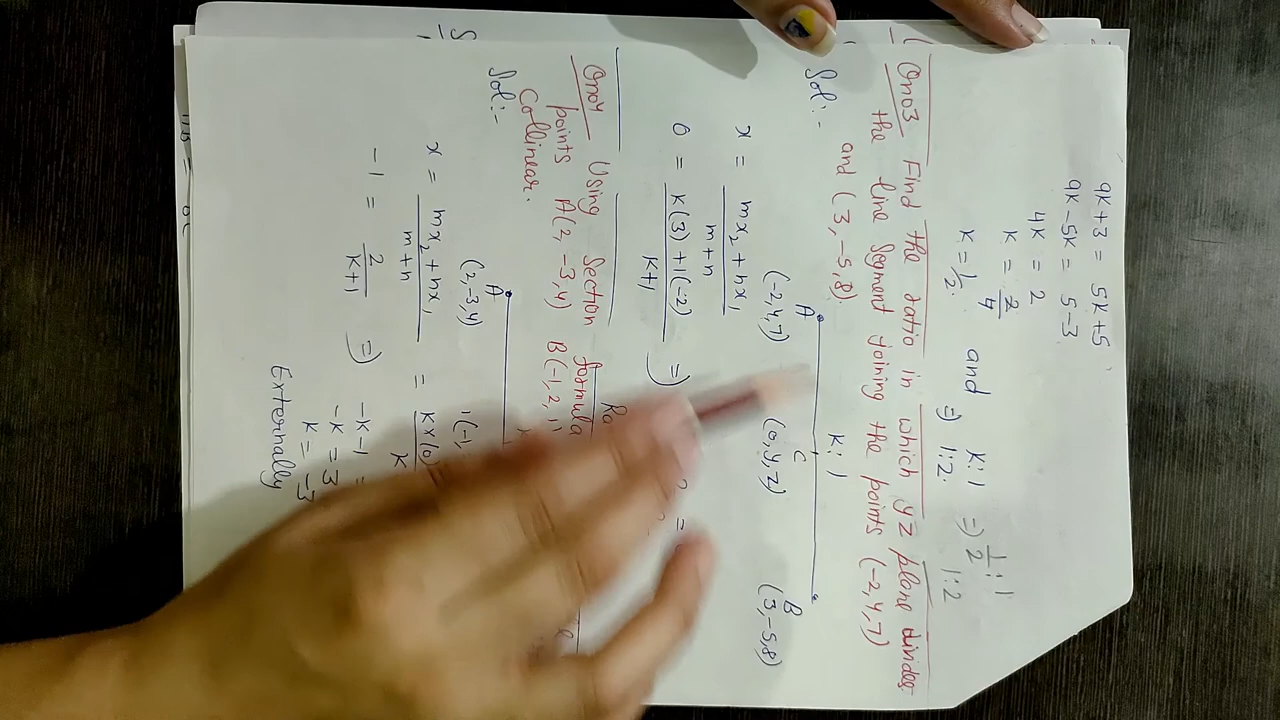 9K+3 = 5K+5
9K-5K = 5-3
4K = 2
K = 2/4
K = 1/2. and K:1 ⇒ 1/2 : 1
⇒ 1:2. 1:2
Qno3 Find the ratio in which yz plane divides
the line segment joining the points (-2,4,7)
and (3,-5,8)
Sol:-
K:1
A C B
(-2,4,7) (0,y,z) (3,-5,8)
x = mx₂+nx₁ / m+n
0 = K(3)+1(-2) / K+1 ⇒
Qno4 Using Section formula
points A(2,-3,4) B(-1,2,1)
Collinear.
Sol:-
A
(2,-3,4)
x = mx₂+nx₁ / m+n = K×(0)
-1 = 2 / K+1 ⇒ -K-1 =
-K = 3
K = -3
Externally